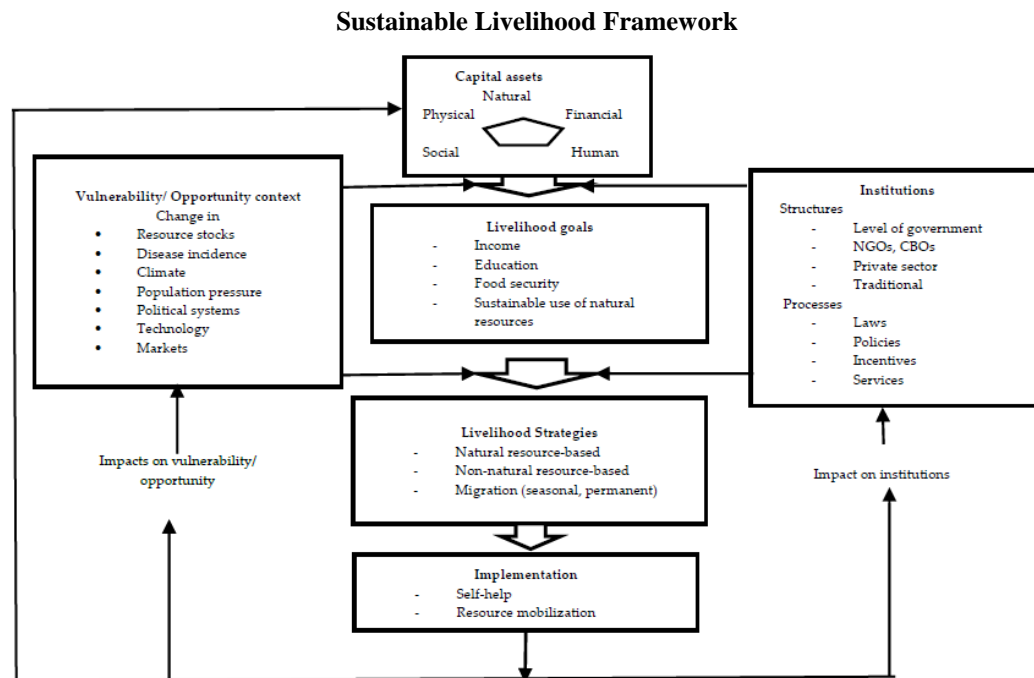 Sustainable Livelihood Framework
Capital assets
Natural
Physical
Financial
Social
Human
Vulnerability/ Opportunity context
Change in
• Resource stocks
• Disease incidence
• Climate
• Population pressure
• Political systems
• Technology
• Markets
Livelihood goals
- Income
- Education
- Food security
- Sustainable use of natural
resources
Institutions
Structures
- Level of government
- NGOs, CBOs
- Private sector
- Traditional
Processes
- Laws
- Policies
- Incentives
- Services
Livelihood Strategies
- Natural resource-based
- Non-natural resource-based
- Migration (seasonal, permanent)
Impacts on vulnerability/
opportunity
Impact on institutions
Implementation
- Self-help
- Resource mobilization